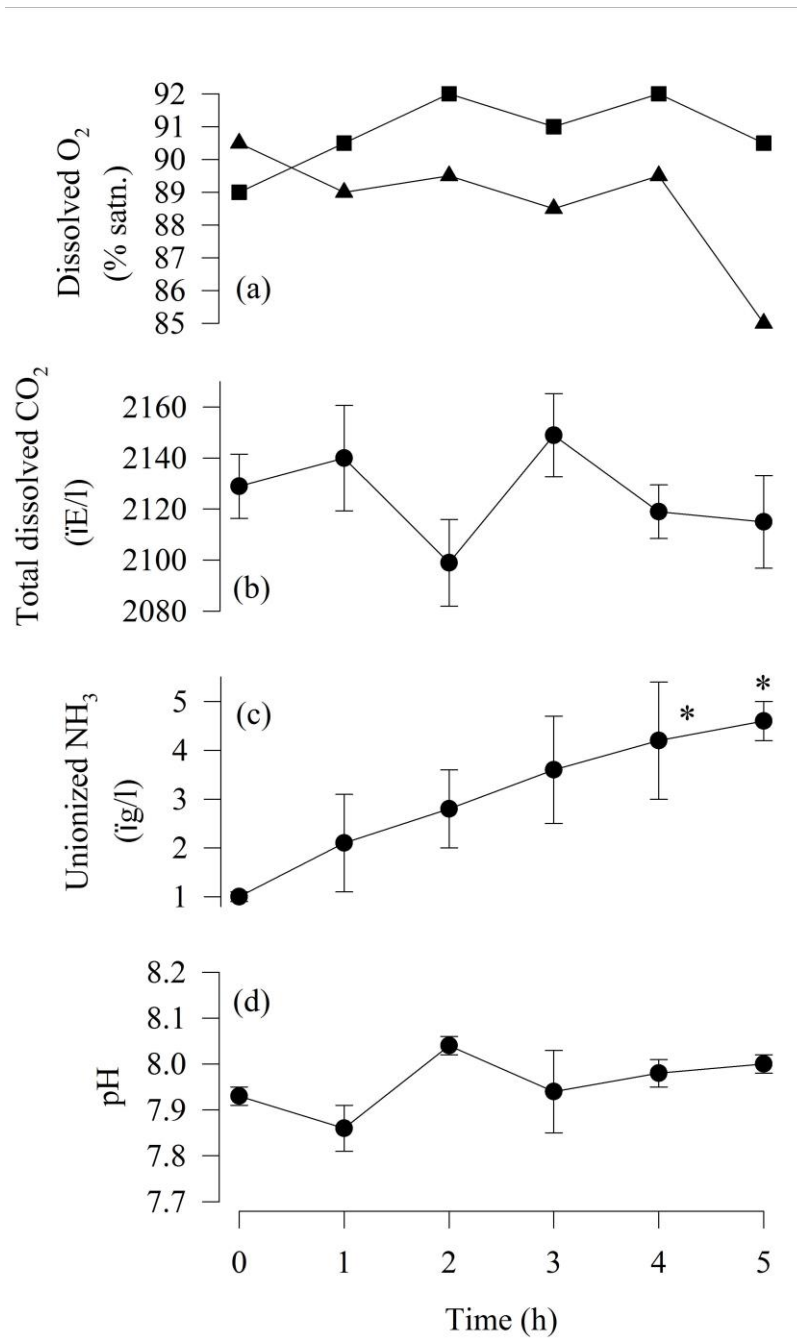 Dissolved O2
(% satn.)
92
91
90
89
88
87
86
85
(a)
Total dissolved CO2
(ïE/l)
2160
2140
2120
2100
2080
(b)
Unionized NH3
(ïg/l)
5
4
3
2
1
(c)
*
*
pH
8.2
8.1
8.0
7.9
7.8
7.7
(d)
0 1 2 3 4 5
Time (h)